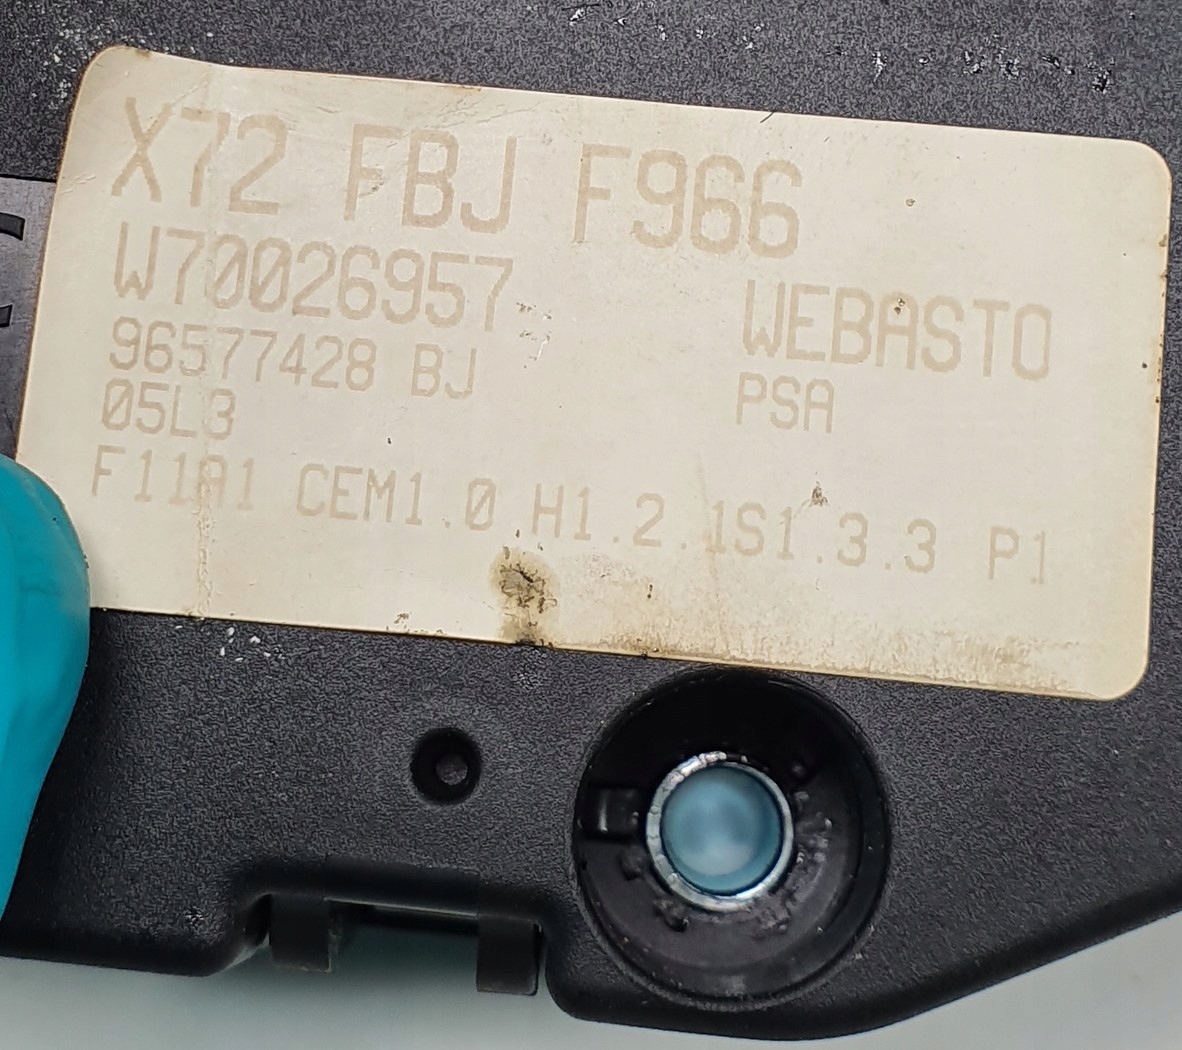 X72 FBJ F966
W70026957
WEBASTO
96577428 BJ
PSA
05L3
F11A1 CEM1.0 H1.2.1S1.3.3 P1